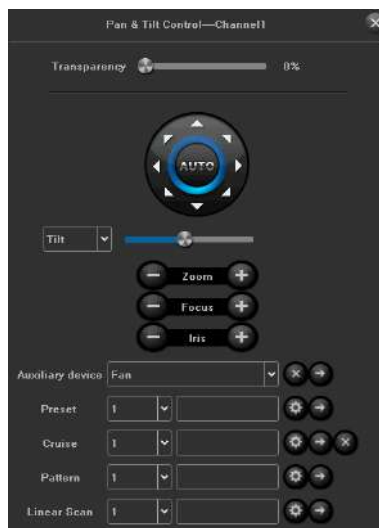 Pan & Tilt Control—Channel1
Transparency 0%
AUTO
Tilt
Zoom
Focus
Iris
Auxiliary device Fan
Preset 1
Cruise 1
Pattern 1
Linear Scan 1